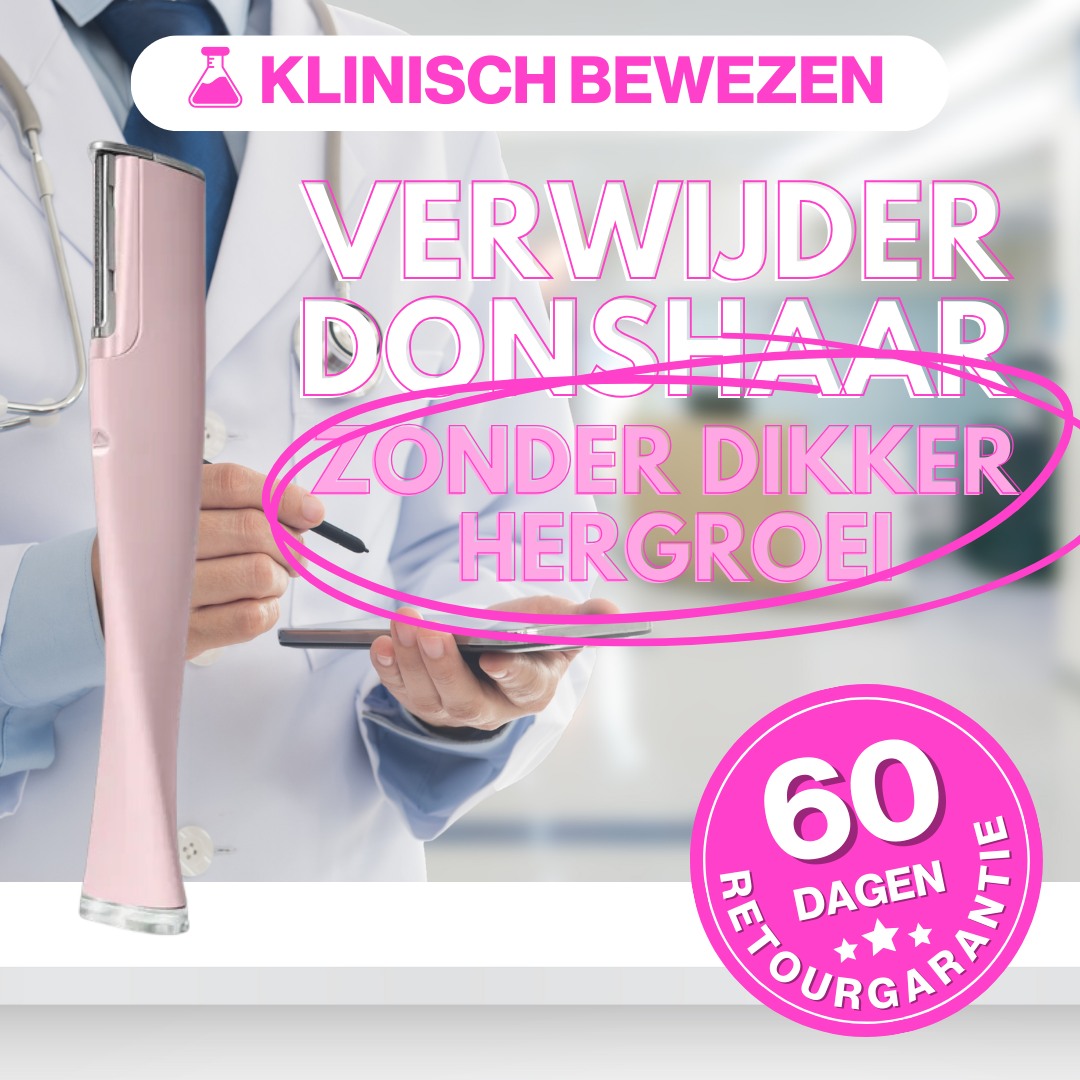 KLINISCH BEWEZEN
VERWIJDER
DONSHAAR
ZONDER DIKKER
HERGROEI
60
DAGEN
RETOURGARANTIE